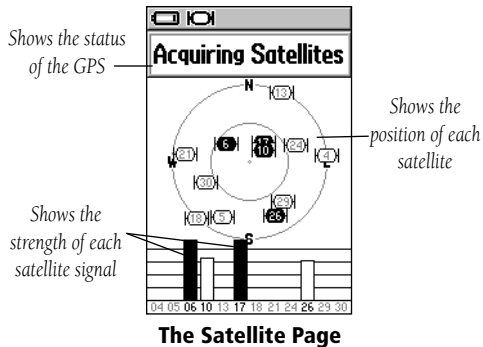 Shows the status
of the GPS
Acquiring Satellites
N
13
6
10
24
21
W
4
30
29
18
5
26
S
Shows the
position of each
satellite
Shows the
strength of each
satellite signal
04 05 06 10 13 17 18 21 24 26 29 30
The Satellite Page